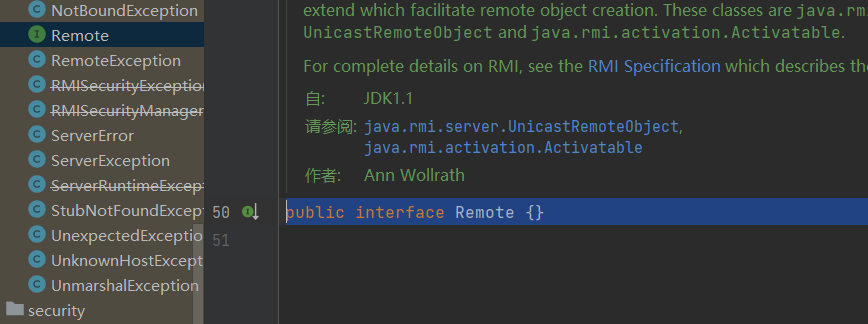 NotBoundException
Remote
RemoteException
RMISecurityException
RMISecurityManager
ServerError
ServerException
ServerRuntimeExcept
StubNotFoundExcept
UnexpectedExceptio
UnknownHostExcept
UnmarshalException
security
extend which facilitate remote object creation. These classes are java.rm
UnicastRemoteObject and java.rmi.activation.Activatable.
For complete details on RMI, see the RMI Specification which describes the
自: JDK1.1
请参阅: java.rmi.server.UnicastRemoteObject,
java.rmi.activation.Activatable
作者: Ann Wollrath
50 public interface Remote {}
51